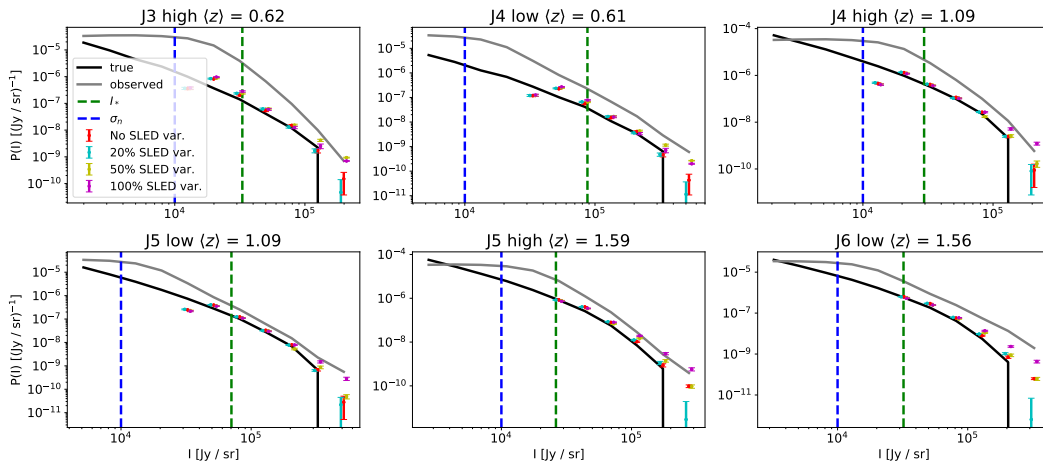 J3 high ⟨z⟩ = 0.62
J4 low ⟨z⟩ = 0.61
J4 high ⟨z⟩ = 1.09
P(I) [(Jy / sr)⁻¹]
10⁻⁵
10⁻⁶
10⁻⁷
10⁻⁸
10⁻⁹
10⁻¹⁰
true
observed
I*
σₙ
No SLED var.
20% SLED var.
50% SLED var.
100% SLED var.
10⁴
10⁵
10⁻⁵
10⁻⁶
10⁻⁷
10⁻⁸
10⁻⁹
10⁻¹⁰
10⁻¹¹
10⁴
10⁵
10⁻⁴
10⁻⁶
10⁻⁸
10⁻¹⁰
10⁴
10⁵
J5 low ⟨z⟩ = 1.09
J5 high ⟨z⟩ = 1.59
J6 low ⟨z⟩ = 1.56
P(I) [(Jy / sr)⁻¹]
10⁻⁴
10⁻⁵
10⁻⁶
10⁻⁷
10⁻⁸
10⁻⁹
10⁻¹⁰
10⁻¹¹
10⁴
10⁵
I [Jy / sr]
10⁻⁴
10⁻⁶
10⁻⁸
10⁻¹⁰
10⁴
10⁵
I [Jy / sr]
10⁻⁵
10⁻⁷
10⁻⁹
10⁻¹¹
10⁴
10⁵
I [Jy / sr]